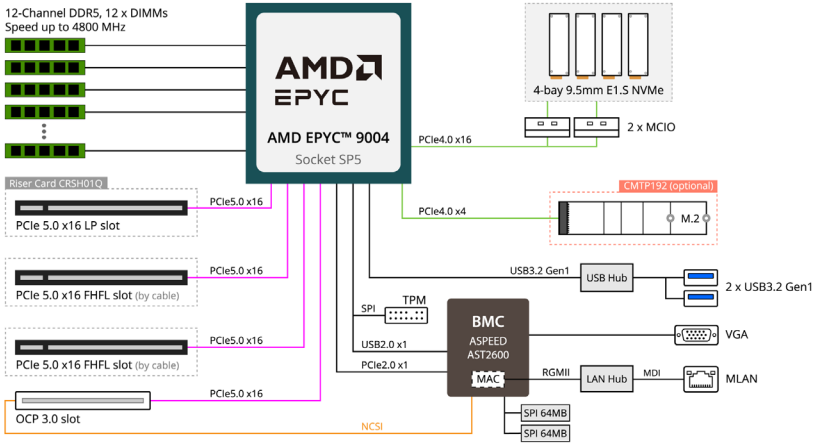 12-Channel DDR5, 12 x DIMMs
Speed up to 4800 MHz
AMD
EPYC
AMD EPYC™ 9004
Socket SP5
4-bay 9.5mm E1.S NVMe
2 x MCIO
PCIe4.0 x16
Riser Card CRSH01Q
PCIe5.0 x16
PCIe 5.0 x16 LP slot
CMTP192 (optional)
PCIe4.0 x4
M.2
PCIe5.0 x16
PCIe 5.0 x16 FHFL slot (by cable)
USB3.2 Gen1
USB Hub
2 x USB3.2 Gen1
SPI
TPM
BMC
ASPEED
AST2600
VGA
PCIe5.0 x16
PCIe 5.0 x16 FHFL slot (by cable)
USB2.0 x1
PCIe2.0 x1
MAC
RGMII
LAN Hub
MDI
MLAN
PCIe5.0 x16
OCP 3.0 slot
NCSI
SPI 64MB
SPI 64MB